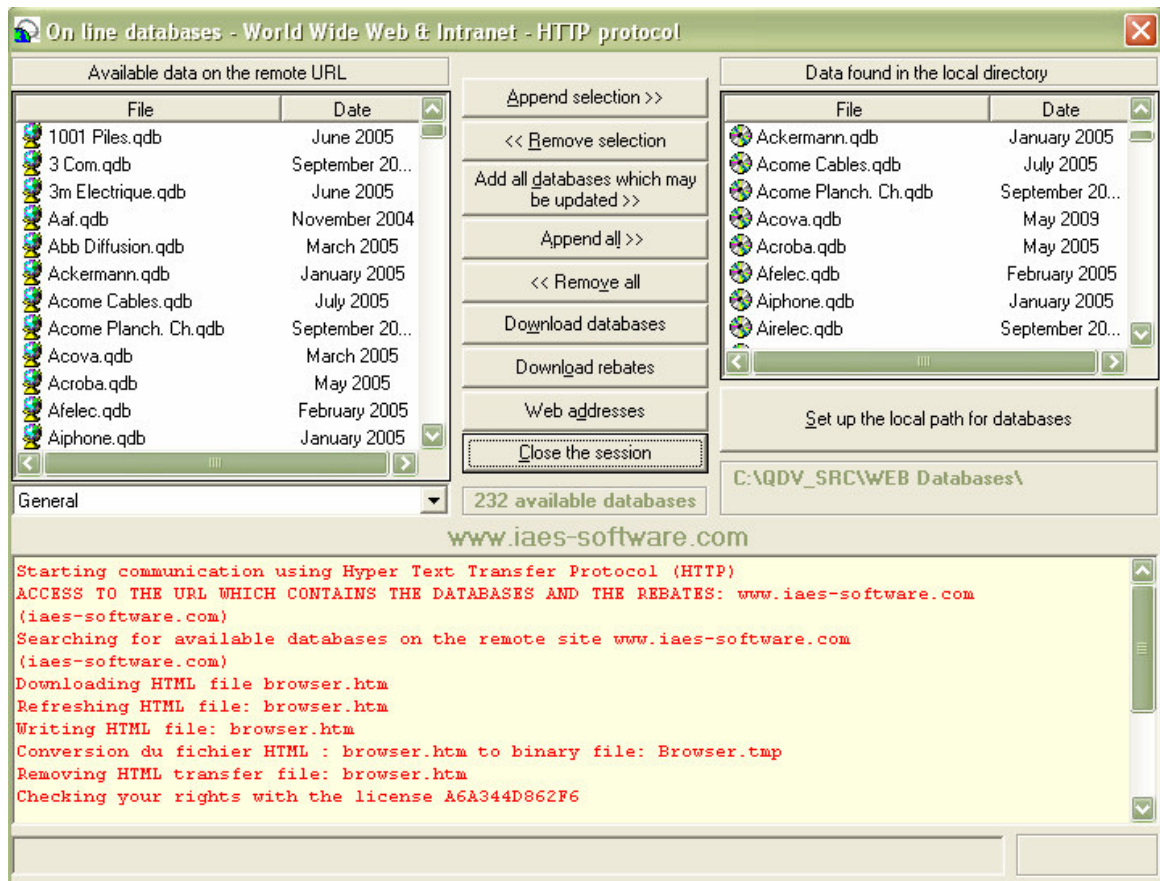 On line databases - World Wide Web & Intranet - HTTP protocol
Available data on the remote URL
File Date
1001 Piles.qdb June 2005
3 Com.qdb September 20...
3m Electrique.qdb June 2005
Aaf.qdb November 2004
Abb Diffusion.qdb March 2005
Ackermann.qdb January 2005
Acome Cables.qdb July 2005
Acome Planch. Ch.qdb September 20...
Acova.qdb March 2005
Acroba.qdb May 2005
Afelec.qdb February 2005
Aiphone.qdb January 2005
General
Append selection >>
<< Remove selection
Add all databases which may
be updated >>
Append all >>
<< Remove all
Download databases
Download rebates
Web addresses
Close the session
232 available databases
Data found in the local directory
File Date
Ackermann.qdb January 2005
Acome Cables.qdb July 2005
Acome Planch. Ch.qdb September 20...
Acova.qdb May 2009
Acroba.qdb May 2005
Afelec.qdb February 2005
Aiphone.qdb January 2005
Airelec.qdb September 20...
Set up the local path for databases
C:\QDV_SRC\WEB Databases\
www.iaes-software.com
Starting communication using Hyper Text Transfer Protocol (HTTP)
ACCESS TO THE URL WHICH CONTAINS THE DATABASES AND THE REBATES: www.iaes-software.com
(iaes-software.com)
Searching for available databases on the remote site www.iaes-software.com
(iaes-software.com)
Downloading HTML file browser.htm
Refreshing HTML file: browser.htm
Writing HTML file: browser.htm
Conversion du fichier HTML : browser.htm to binary file: Browser.tmp
Removing HTML transfer file: browser.htm
Checking your rights with the license A6A344D862F6